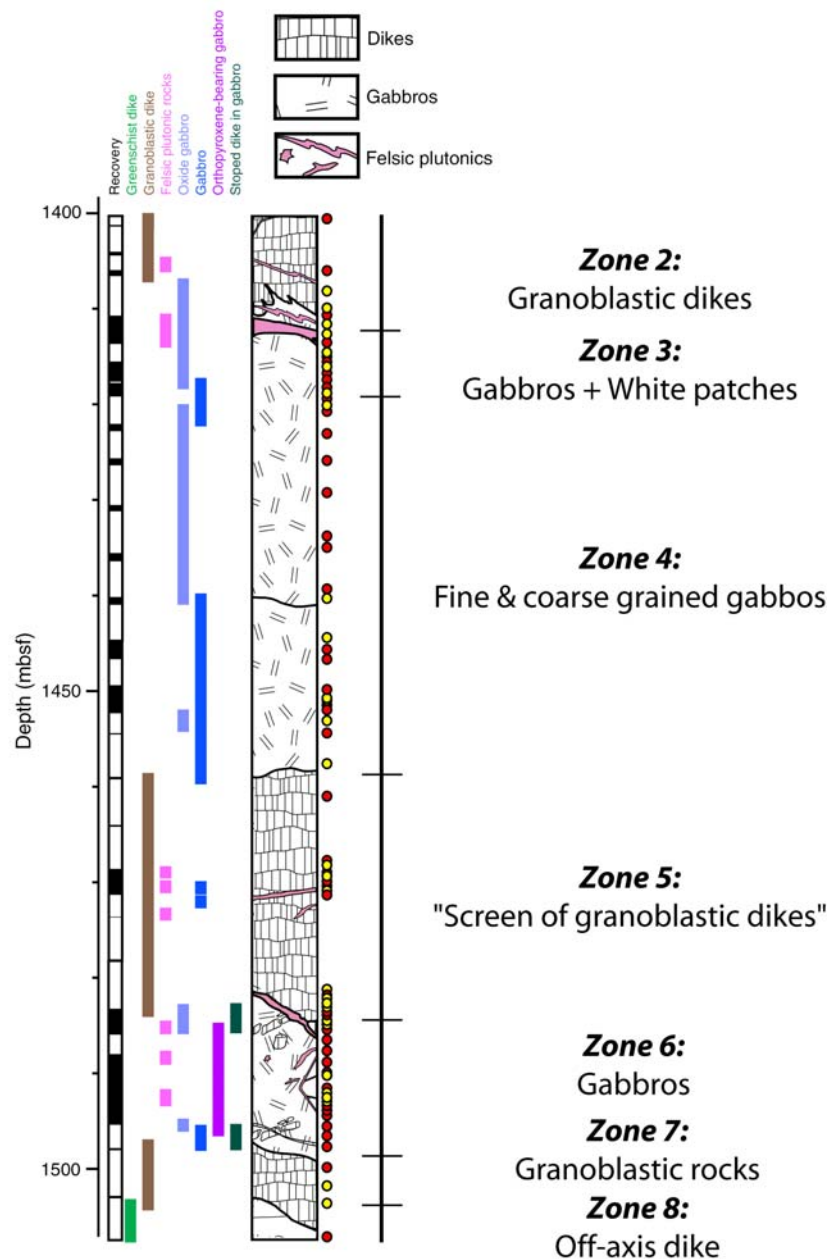 Recovery
Greenschist dike
Granoblastic dike
Felsic plutonic rocks
Oxide gabbro
Gabbro
Orthopyroxene-bearing gabbro
Stoped dike in gabbro
Dikes
Gabbros
Felsic plutonics
Depth (mbsf)
1400
1450
1500
Zone 2:
Granoblastic dikes
Zone 3:
Gabbros + White patches
Zone 4:
Fine & coarse grained gabbos
Zone 5:
"Screen of granoblastic dikes"
Zone 6:
Gabbros
Zone 7:
Granoblastic rocks
Zone 8:
Off-axis dike